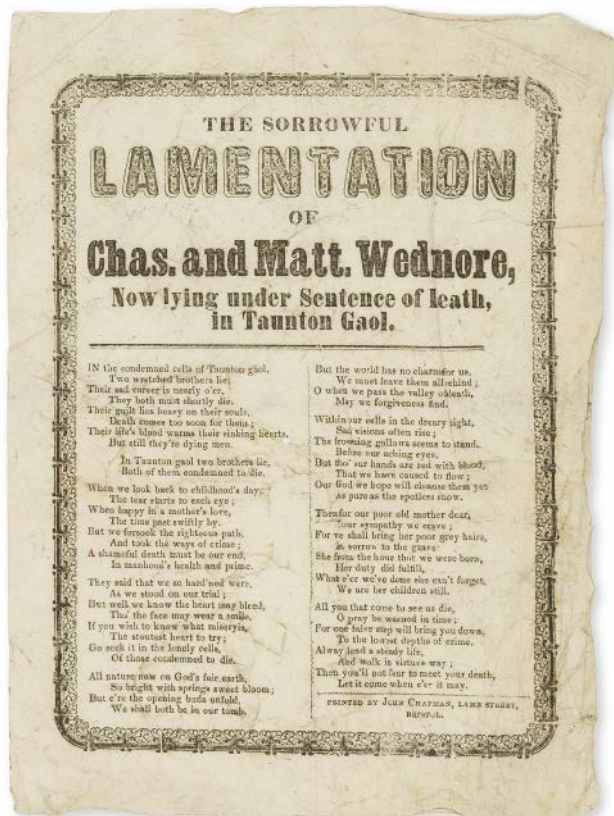 THE SORROWFUL
LAMENTATION
OF
Chas. and Matt. Wednore,
Now lying under Sentence of leath,
in Taunton Gaol.
IN the condemned cells of Taunton gaol,
Two wretched brothers lie;
Their sad career is nearly o'er,
They both must shortly die.
Their guilt lies heavy on their souls,
Death comes too soon for them;
Their life's blood warms their sinking hearts,
But still they're dying men.
In Taunton gaol two brothers lie,
Both of them condemned to die.
When we look back to childhood's day,
The tear starts to each eye;
When happy in a mother's love,
The time past swiftly by.
But we forsook the righteous path,
And took the ways of crime;
A shameful death must be our end,
In manhood's health and prime.
They said that we so hard'ned were,
As we stood on our trial;
But well we know the heart may bleed,
Tho' the face may wear a smile,
If you wish to know what misery is,
The stoutest heart to try;
Go seek it in the lonely cells,
Of those condemned to die.
All nature now on God's fair earth,
So bright with springs sweet bloom;
But e're the opening buds unfold,
We shall both be in our tomb.
But the world has no charms for us,
We must leave them all behind;
O when we pass the valley of death,
May we forgiveness find.
Within our cells in the dreary night,
Sad visions often rise;
The frowning gallows seems to stand,
Before our aching eyes,
But tho' our hands are red with blood,
That we have caused to flow;
Our God we hope will cleanse them yet
As pure as the spotless snow.
Then for our poor old mother dear,
your sympathy we crave;
For we shall bring her poor grey hairs,
in sorrow to the grave
She from the hour that we were born,
Her duty did fulfill,
What e'er we've done she can't forget,
We are her children still.
All you that come to see us die,
O pray be warned in time;
For one false step will bring you down,
To the lowest depths of crime.
Alway lead a steady life,
And walk in virtues way;
Then you'll not fear to meet your death,
Let it come when e'er it may.
PRINTED BY JOHN CHAPMAN, LAMB STREET,
BRISTOL.